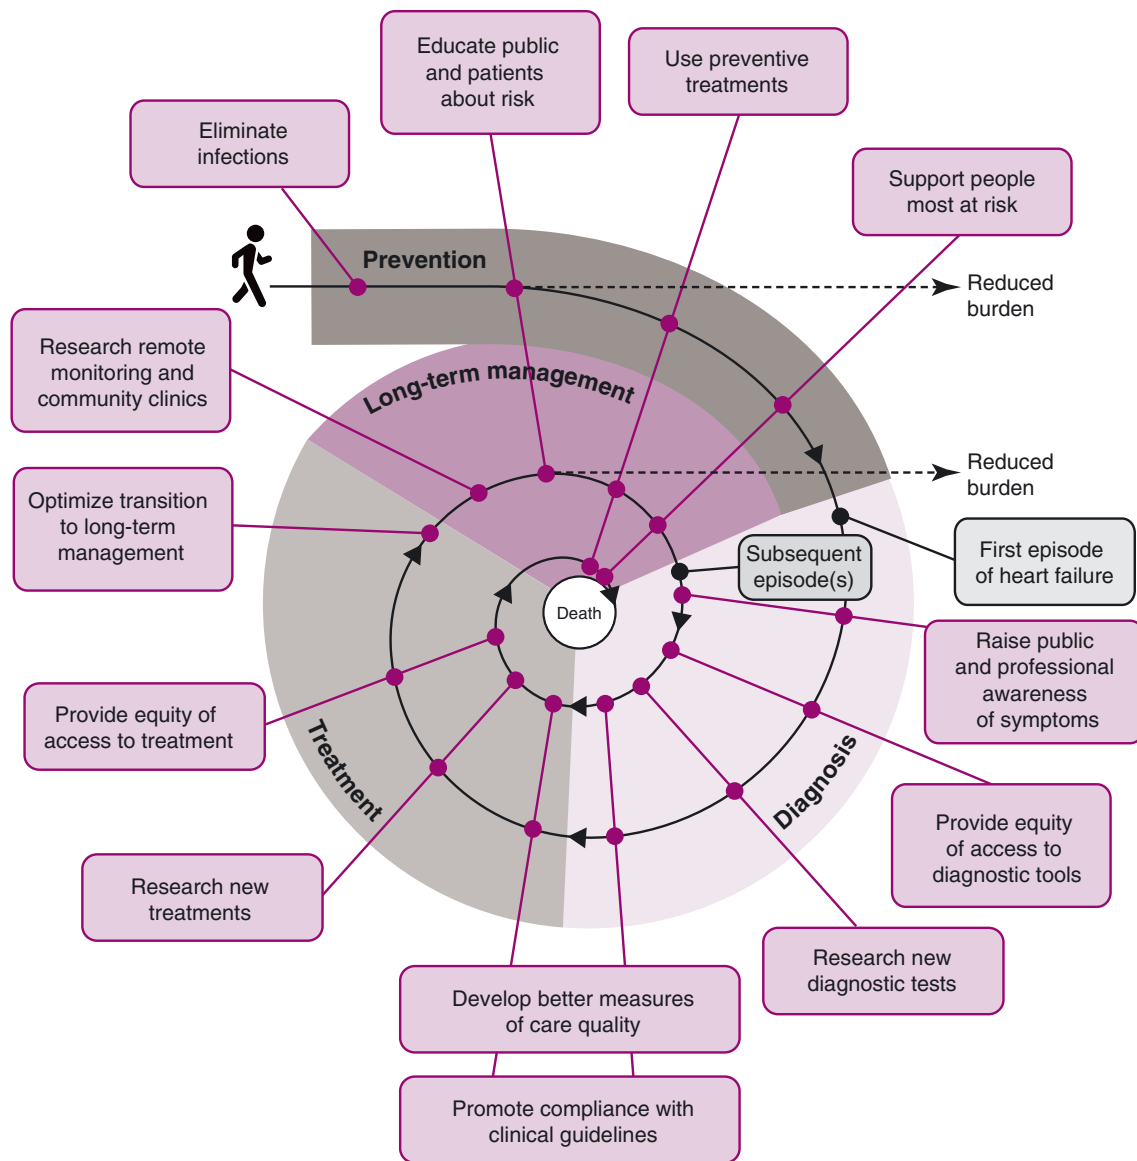 Educate public
and patients
about risk
Use preventive
treatments
Eliminate
infections
Support people
most at risk
Prevention
Reduced
burden
Research remote
monitoring and
community clinics
Long-term management
Reduced
burden
Optimize transition
to long-term
management
Subsequent
episode(s)
First episode
of heart failure
Death
Raise public
and professional
awareness
of symptoms
Provide equity of
access to treatment
Treatment
Diagnosis
Provide equity
of access to
diagnostic tools
Research new
treatments
Research new
diagnostic tests
Develop better measures
of care quality
Promote compliance with
clinical guidelines